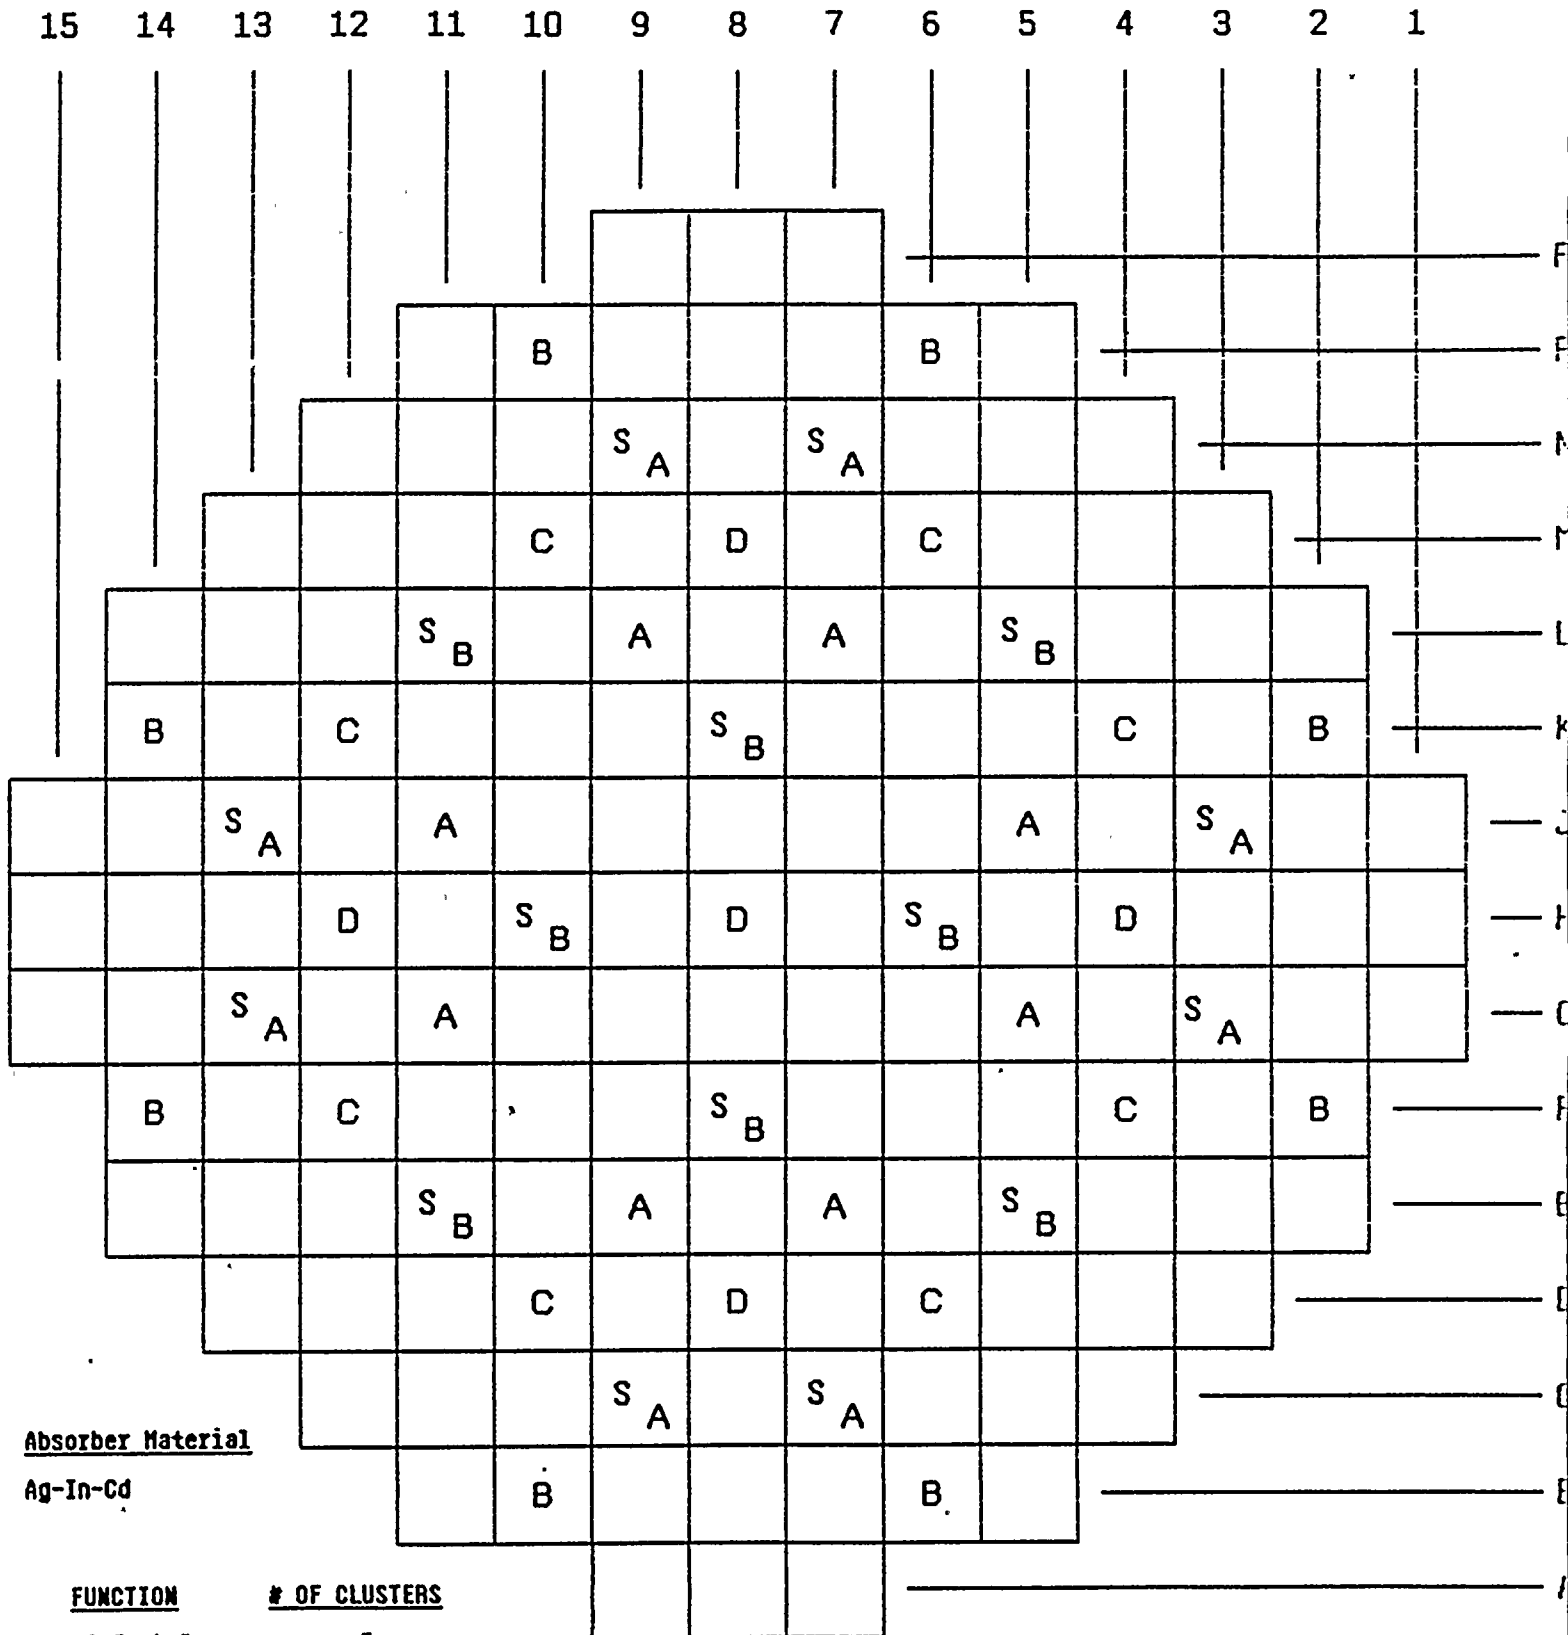 15 14 13 12 11 10 9 8 7 6 5 4 3 2 1
B B
S A S A
C D C
S B A A S B
B C S B C B
S A A A S A
D S B D S B D
S A A A S A
B C S B C B
S B A A S B
C D C
S A S A
Absorber Material
Ag-In-Cd
B B
FUNCTION # OF CLUSTERS